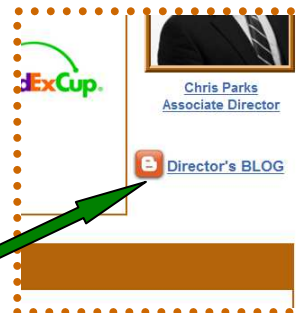 dExCup.
Chris Parks
Associate Director
Director's BLOG